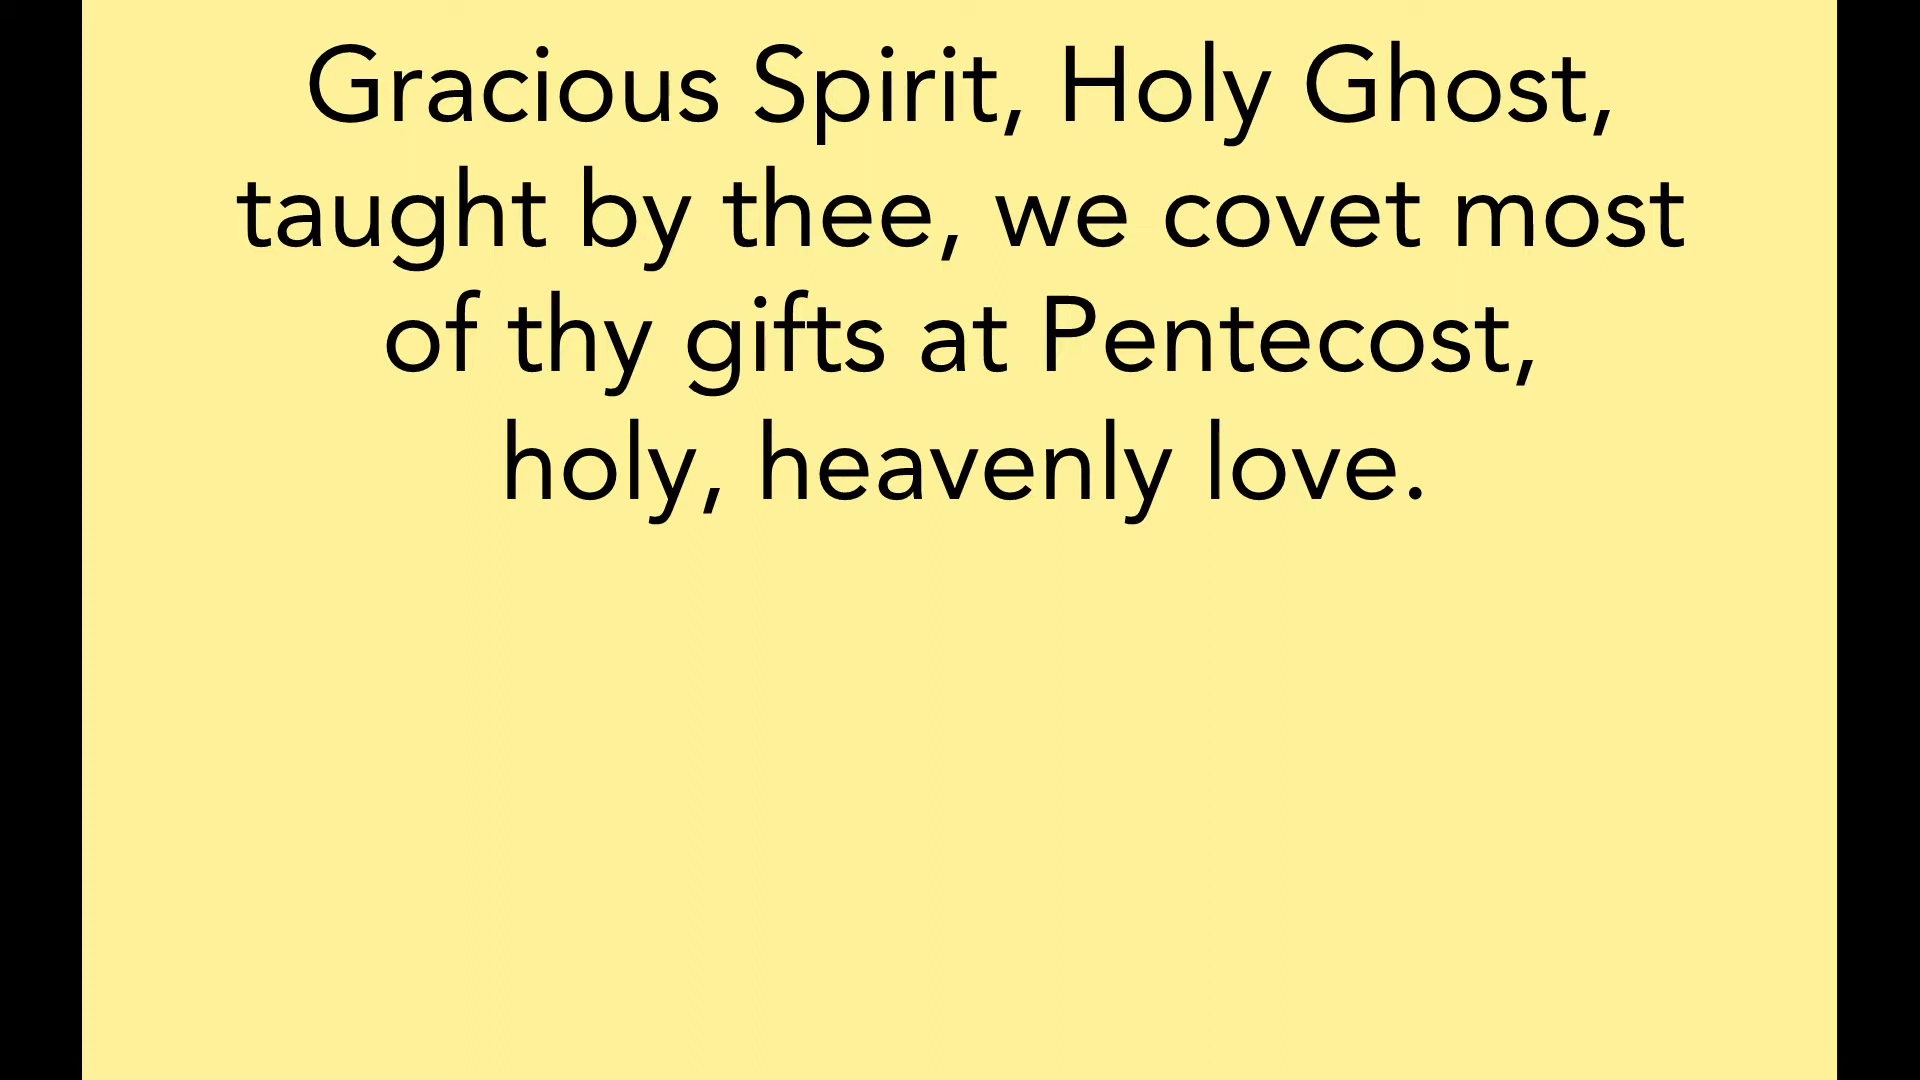 Gracious Spirit, Holy Ghost,
taught by thee, we covet most
of thy gifts at Pentecost,
holy, heavenly love.